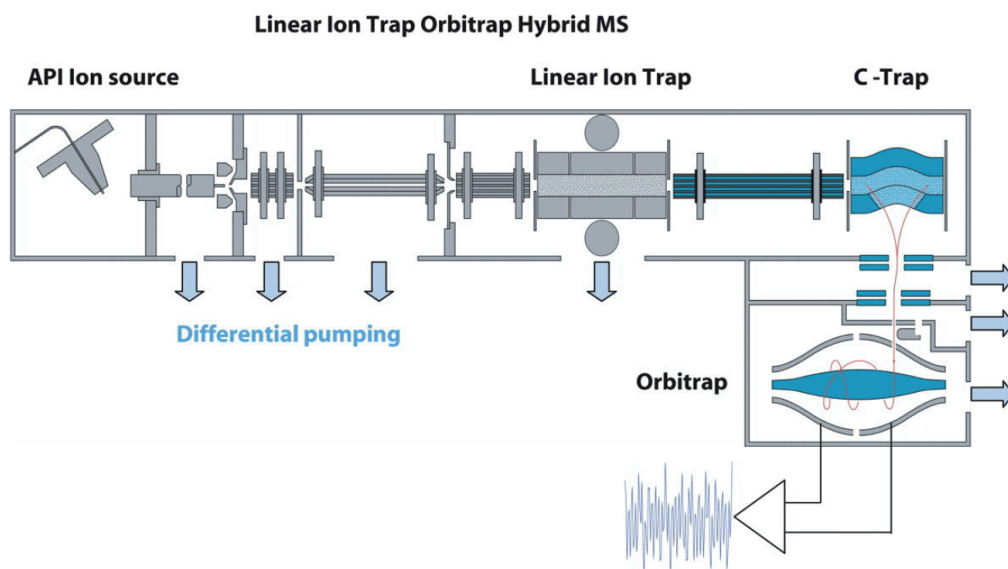 Linear Ion Trap Orbitrap Hybrid MS
API Ion source
Linear Ion Trap
C -Trap
Differential pumping
Orbitrap